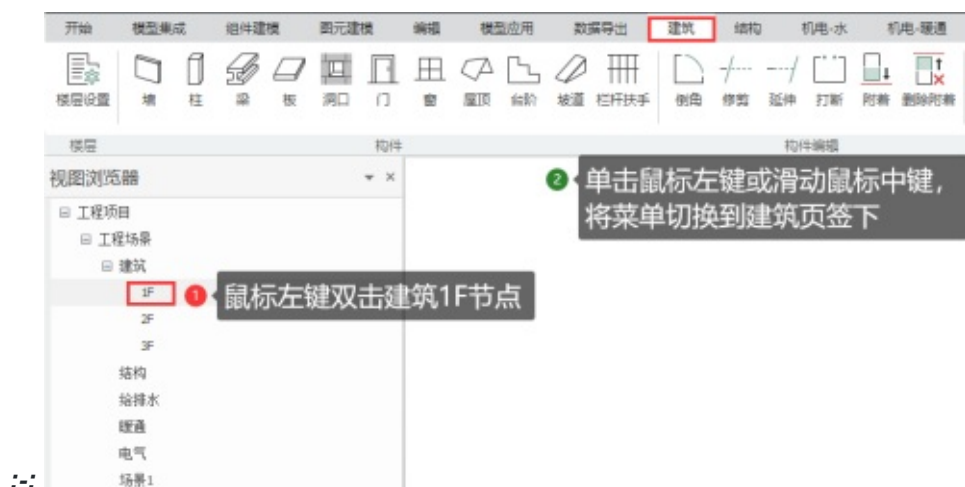 开始 模型集成 组件建模 图元建模 编辑 模型应用 数据导出 建筑 结构 机电-水 机电-暖通
楼层设置 墙 柱 梁 板 洞口 门 窗 屋顶 台阶 坡道 栏杆扶手 倒角 修剪 延伸 打断 附着 删除附着
楼层 构件 构件编辑
视图浏览器
2 单击鼠标左键或滑动鼠标中键，
将菜单切换到建筑页签下
工程项目
工程场景
建筑
1F 1 鼠标左键双击建筑1F节点
2F
3F
结构
给排水
暖通
电气
场景1
:-: